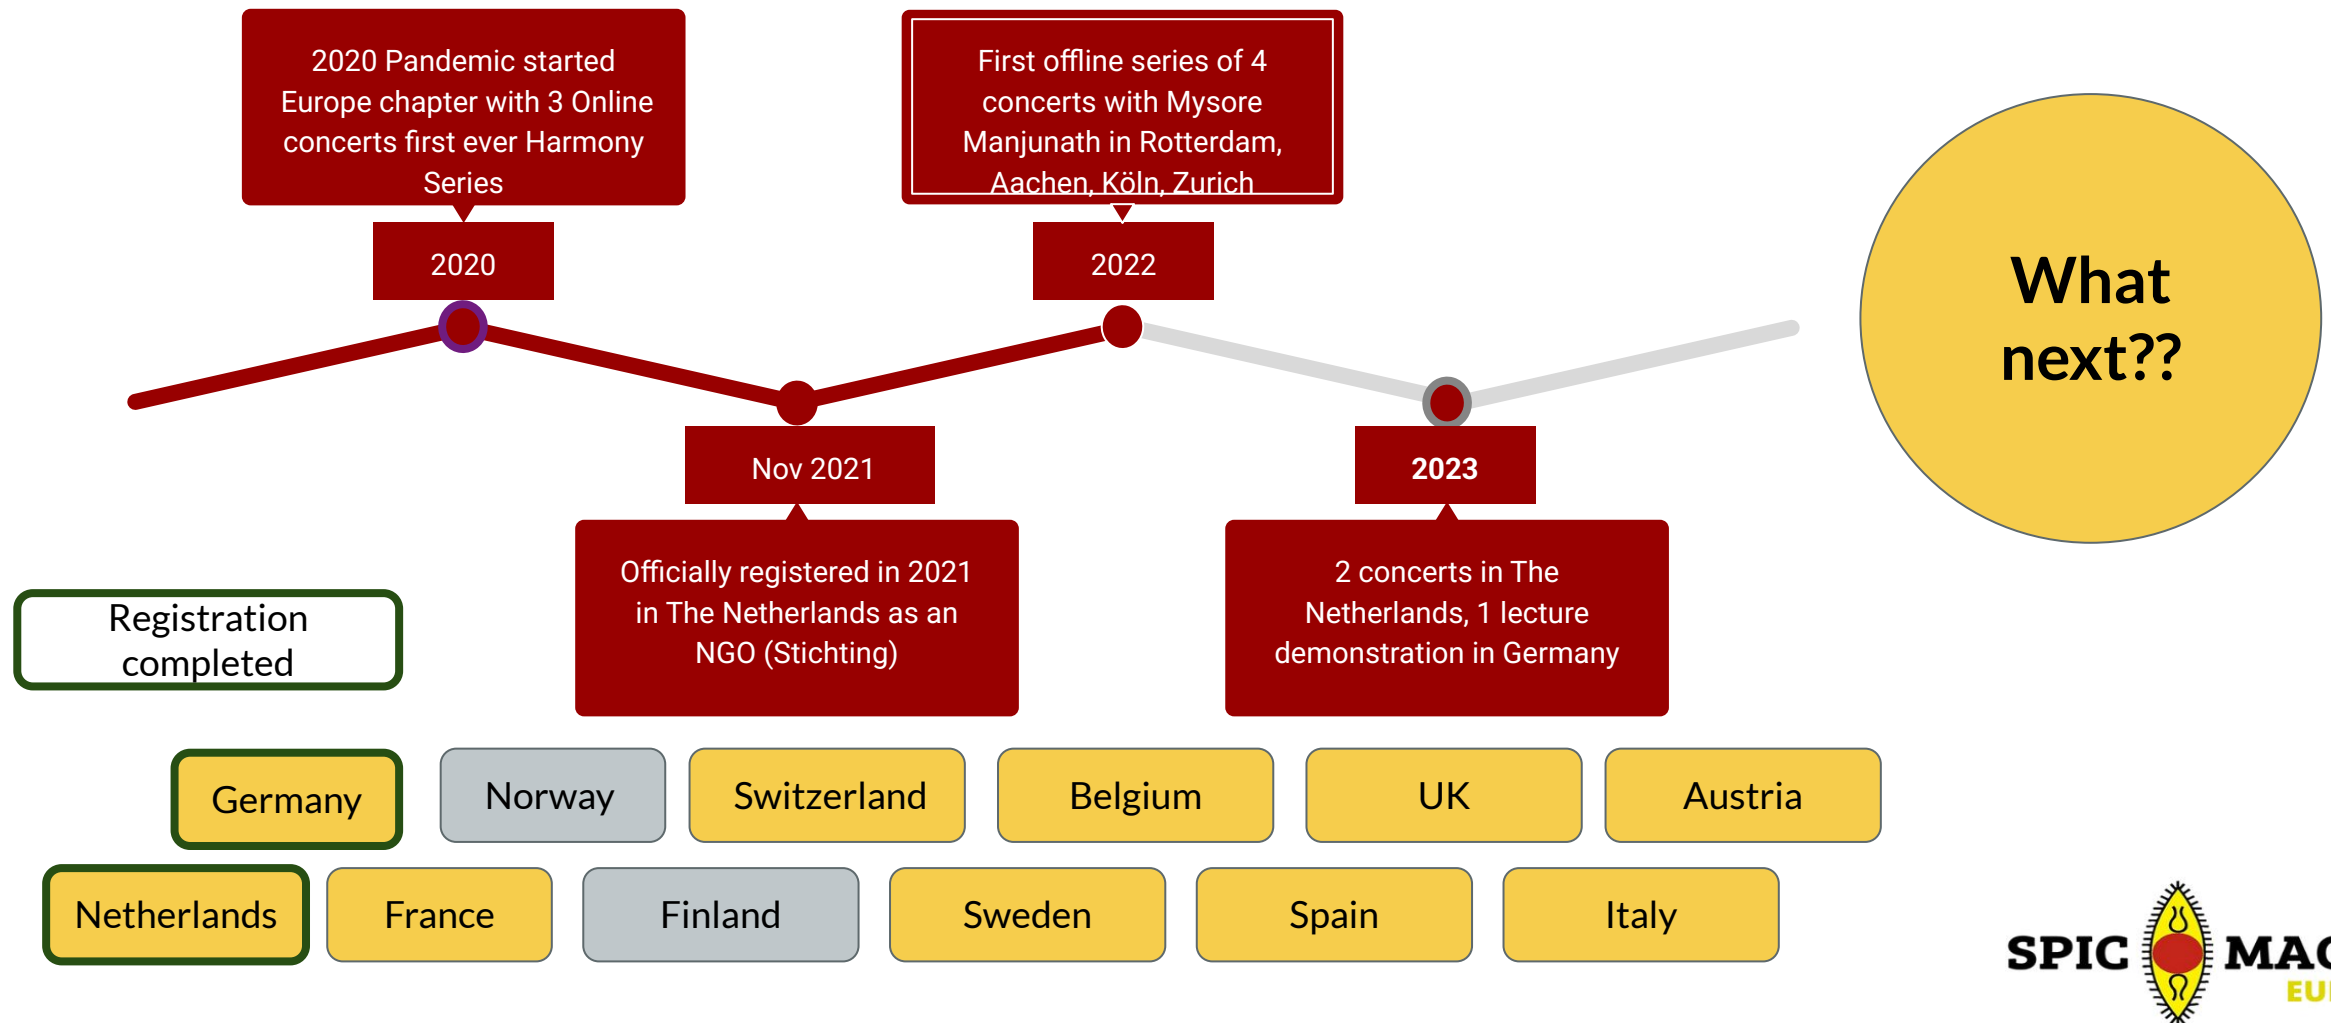 2020 Pandemic started
Europe chapter with 3 Online
concerts first ever Harmony
Series
2020
First offline series of 4
concerts with Mysore
Manjunath in Rotterdam,
Aachen, Köln, Zurich
2022
What
next??
Nov 2021
Officially registered in 2021
in The Netherlands as an
NGO (Stichting)
2023
2 concerts in The
Netherlands, 1 lecture
demonstration in Germany
Registration
completed
Germany
Norway
Switzerland
Belgium
UK
Austria
Netherlands
France
Finland
Sweden
Spain
Italy
SPIC